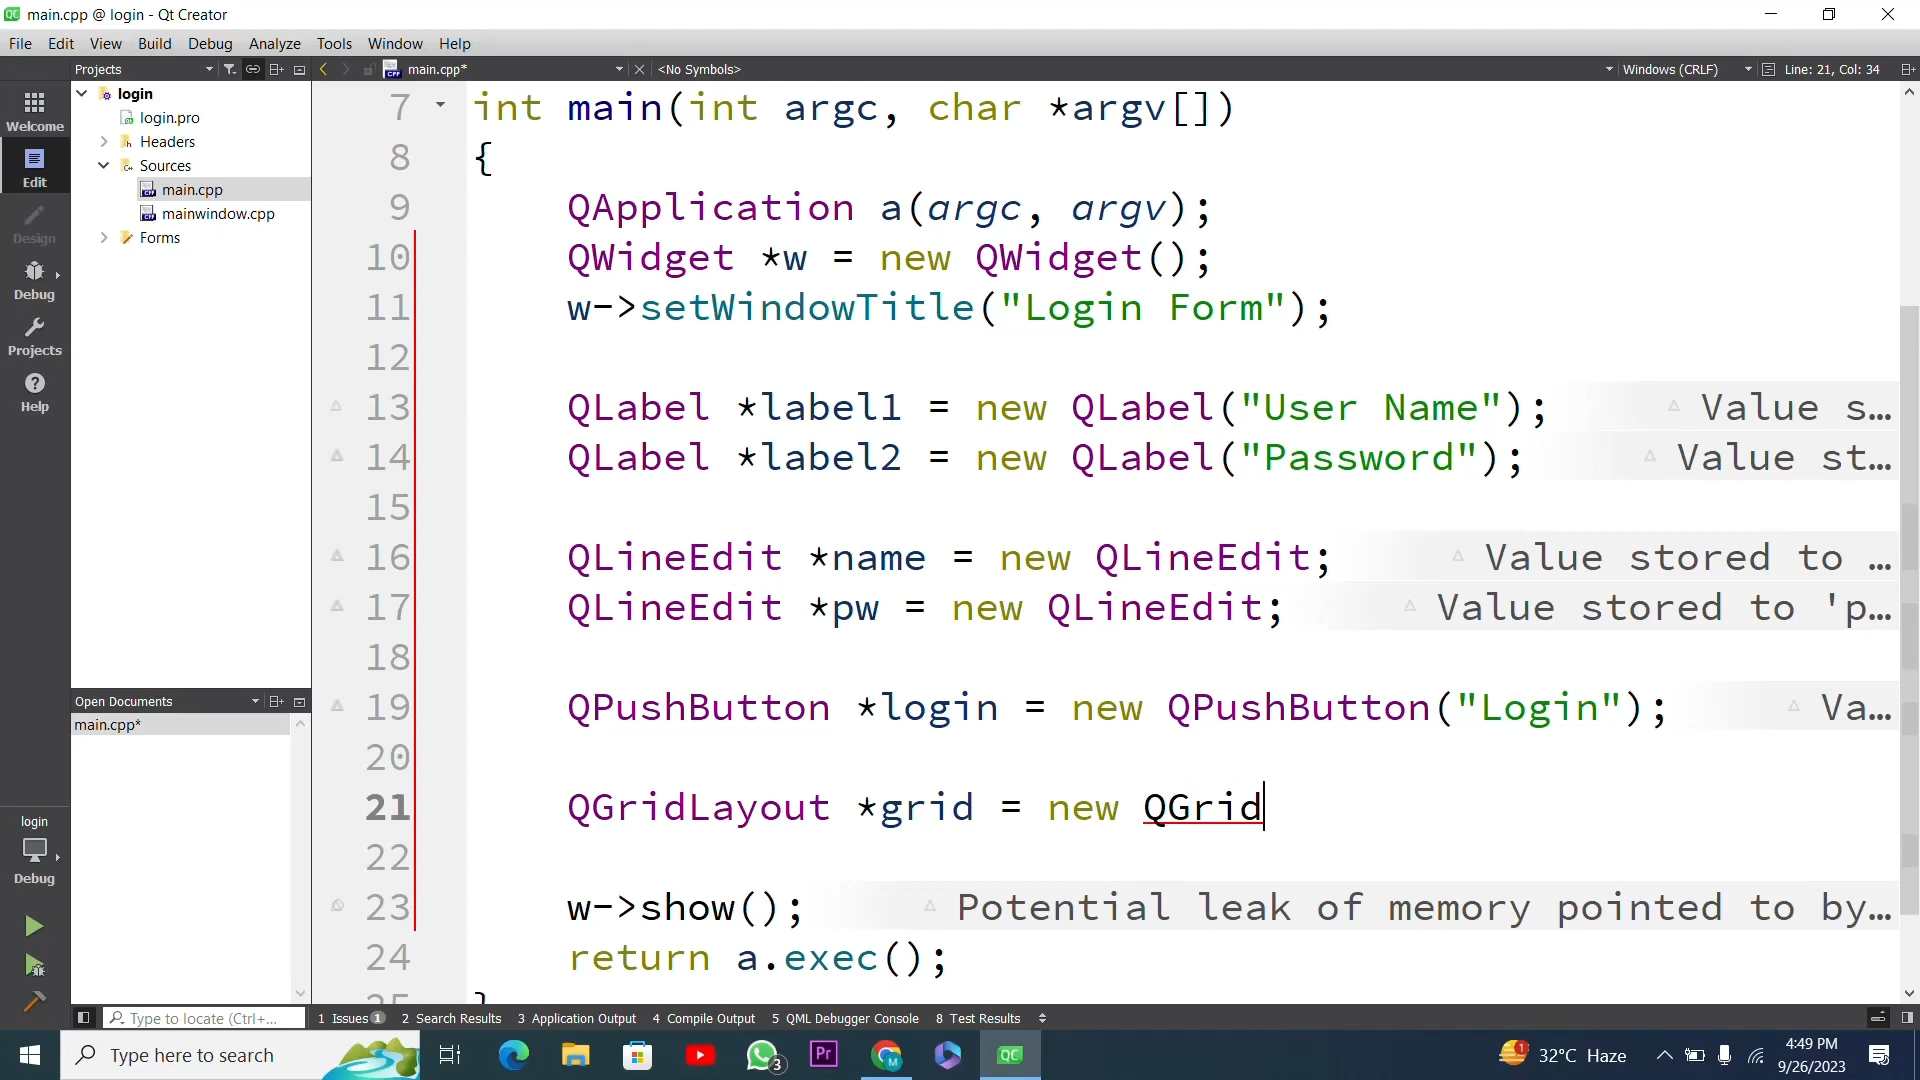 QC main.cpp @ login - Qt Creator
File Edit View Build Debug Analyze Tools Window Help
Projects main.cpp* <No Symbols> Windows (CRLF) Line: 21, Col: 34
Welcome
Edit
Design
Debug
Projects
Help
login
login.pro
Headers
Sources
main.cpp
mainwindow.cpp
Forms
7 int main(int argc, char *argv[])
8 {
9 QApplication a(argc, argv);
10 QWidget *w = new QWidget();
11 w->setWindowTitle("Login Form");
12
13 QLabel *label1 = new QLabel("User Name"); Value s…
14 QLabel *label2 = new QLabel("Password"); Value st…
15
16 QLineEdit *name = new QLineEdit; Value stored to …
17 QLineEdit *pw = new QLineEdit; Value stored to 'p…
18
19 QPushButton *login = new QPushButton("Login"); Va…
20
21 QGridLayout *grid = new QGrid
22
23 w->show(); Potential leak of memory pointed to by…
24 return a.exec();
25 }
Open Documents
main.cpp*
login
Debug
Type to locate (Ctrl+... 1 Issues 1 2 Search Results 3 Application Output 4 Compile Output 5 QML Debugger Console 8 Test Results
Type here to search Pr 3 M QC 1 32°C Haze 4:49 PM
9/26/2023